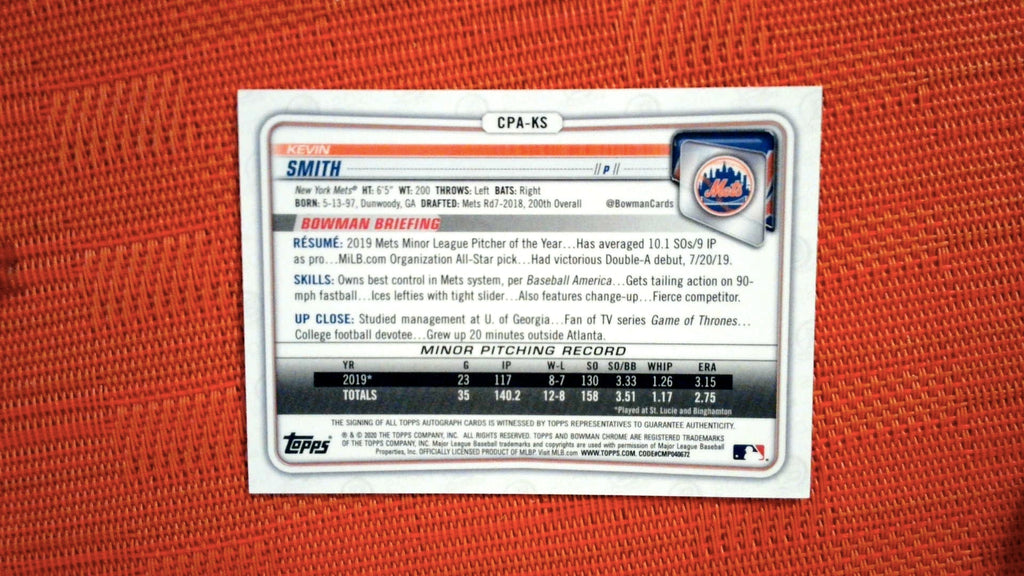 CPA-KS
KEVIN
SMITH // P //
New York Mets® HT: 6'5" WT: 200 THROWS: Left BATS: Right
BORN: 5-13-97, Dunwoody, GA DRAFTED: Mets Rd7-2018, 200th Overall @BowmanCards
Mets
BOWMAN BRIEFING
RÉSUMÉ: 2019 Mets Minor League Pitcher of the Year...Has averaged 10.1 SOs/9 IP
as pro...MiLB.com Organization All-Star pick...Had victorious Double-A debut, 7/20/19.
SKILLS: Owns best control in Mets system, per Baseball America...Gets tailing action on 90-
mph fastball...Ices lefties with tight slider...Also features change-up...Fierce competitor.
UP CLOSE: Studied management at U. of Georgia...Fan of TV series Game of Thrones...
College football devotee...Grew up 20 minutes outside Atlanta.
MINOR PITCHING RECORD
YR G IP W-L SO SO/BB WHIP ERA
2019* 23 117 8-7 130 3.33 1.26 3.15
TOTALS 35 140.2 12-8 158 3.51 1.17 2.75
*Played at St. Lucie and Binghamton
THE SIGNING OF ALL TOPPS AUTOGRAPH CARDS IS WITNESSED BY TOPPS REPRESENTATIVES TO GUARANTEE AUTHENTICITY.
Topps
® & © 2020 THE TOPPS COMPANY, INC. ALL RIGHTS RESERVED. TOPPS AND BOWMAN CHROME ARE REGISTERED TRADEMARKS
OF THE TOPPS COMPANY, INC. Major League Baseball trademarks and copyrights are used with permission of Major League Baseball
Properties, Inc. OFFICIALLY LICENSED PRODUCT OF MLBP. Visit MLB.com WWW.TOPPS.COM. CODE#CMP040672